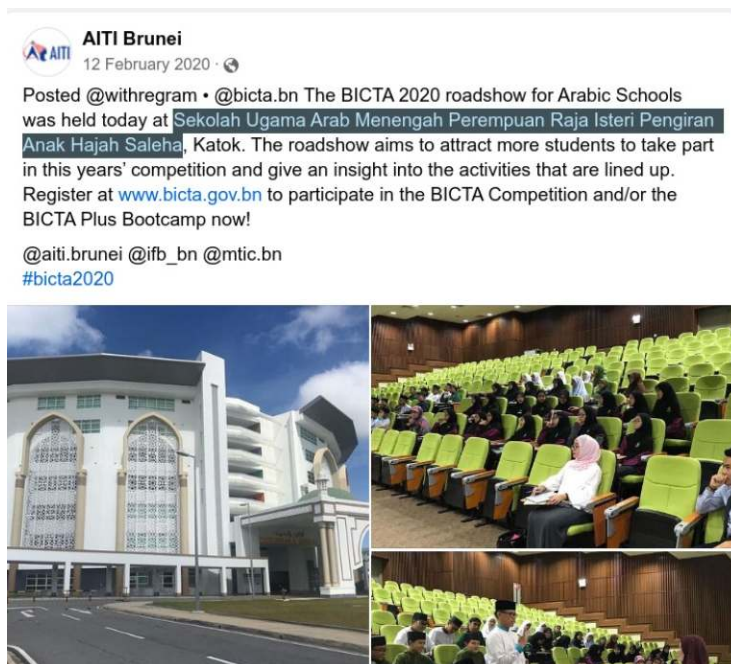 AITI
AITI Brunei
12 February 2020 ·
Posted @withregram • @bicta.bn The BICTA 2020 roadshow for Arabic Schools
was held today at Sekolah Ugama Arab Menengah Perempuan Raja Isteri Pengiran
Anak Hajah Saleha, Katok. The roadshow aims to attract more students to take part
in this years’ competition and give an insight into the activities that are lined up.
Register at www.bicta.gov.bn to participate in the BICTA Competition and/or the
BICTA Plus Bootcamp now!
@aiti.brunei @ifb_bn @mtic.bn
#bicta2020